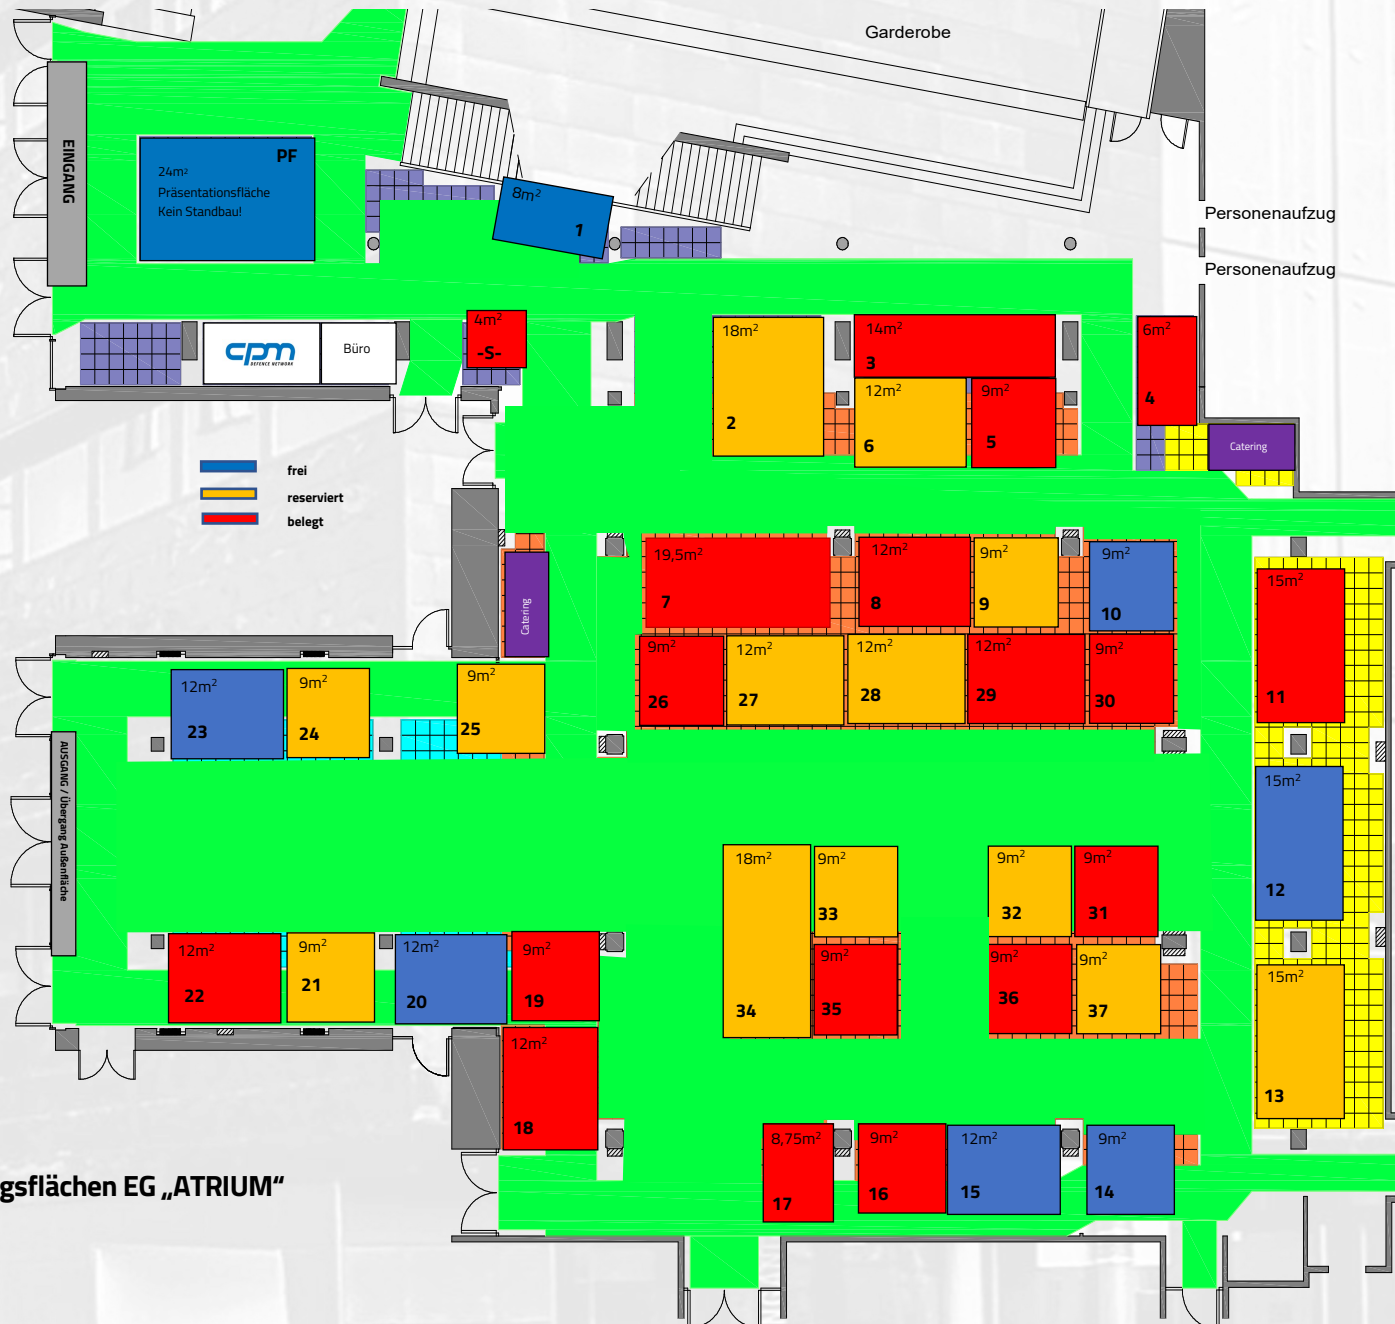 Garderobe
EINGANG
PF
24m²
Präsentationsfläche
Kein Standbau!
8m²
1
Personenaufzug
Personenaufzug
cpm
DEFENCE NETWORK
Büro
4m²
-S-
18m²
2
14m²
3
12m²
6
9m²
5
6m²
4
Catering
frei
reserviert
belegt
Catering
19,5m²
7
12m²
8
9m²
9
9m²
10
15m²
11
9m²
26
12m²
27
12m²
28
12m²
29
9m²
30
12m²
23
9m²
24
9m²
25
AUSGANG / Übergang Außenfläche
15m²
12
18m²
34
9m²
33
9m²
32
9m²
31
12m²
22
9m²
21
12m²
20
9m²
19
9m²
35
9m²
36
9m²
37
15m²
13
12m²
18
8,75m²
17
9m²
16
12m²
15
9m²
14
gsflächen EG „ATRIUM“